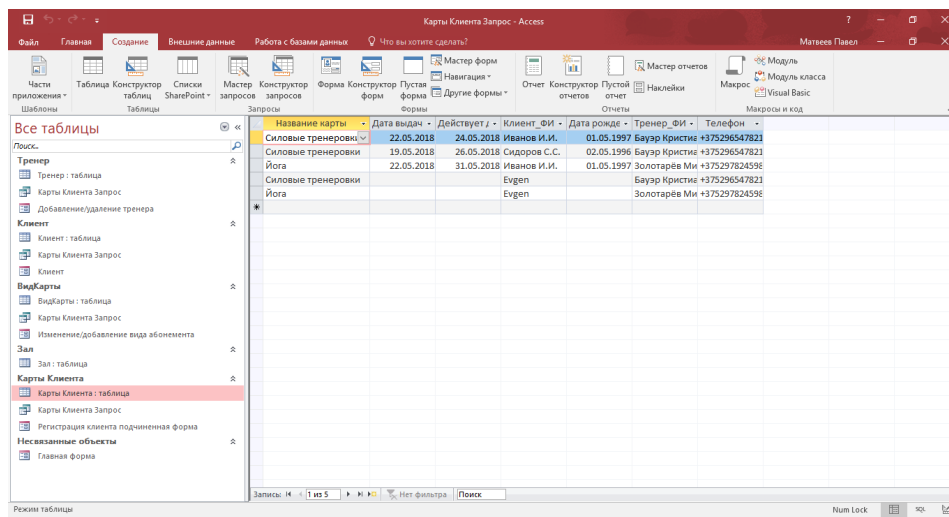 Карты Клиента Запрос - Access
Файл Главная Создание Внешние данные Работа с базами данных Что вы хотите сделать? Матвеев Павел
Части приложения
Таблица
Конструктор таблиц
Списки SharePoint
Мастер запросов
Конструктор запросов
Форма
Конструктор форм
Пустая форма
Мастер форм
Навигация
Другие формы
Отчет
Конструктор отчетов
Пустой отчет
Мастер отчетов
Наклейки
Макрос
Модуль
Модуль класса
Visual Basic
Шаблоны Таблицы Запросы Формы Отчеты Макросы и код
Все таблицы
Поиск...
Тренер
Тренер : таблица
Карты Клиента Запрос
Добавление/удаление тренера
Клиент
Клиент : таблица
Карты Клиента Запрос
Клиент
ВидКарты
ВидКарты : таблица
Карты Клиента Запрос
Изменение/добавление вида абонемента
Зал
Зал : таблица
Карты Клиента
Карты Клиента : таблица
Карты Клиента Запрос
Регистрация клиента подчиненная форма
Несвязанные объекты
Главная форма
Название карты Дата выдач Действует Клиент_ФИ Дата рожде Тренер_ФИ Телефон
Силовые тренировки 22.05.2018 24.05.2018 Иванов И.И. 01.05.1997 Бауэр Кристиа +375296547821
Силовые тренировки 19.05.2018 26.05.2018 Сидоров С.С. 02.05.1996 Бауэр Кристиа +375296547821
Йога 22.05.2018 31.05.2018 Иванов И.И. 01.05.1997 Золотарёв Ми +375297824598
Силовые тренировки Evgen Бауэр Кристиа +375296547821
Йога Evgen Золотарёв Ми +375297824598
Запись: 1 из 5 Нет фильтра Поиск
Режим таблицы Num Lock SQL